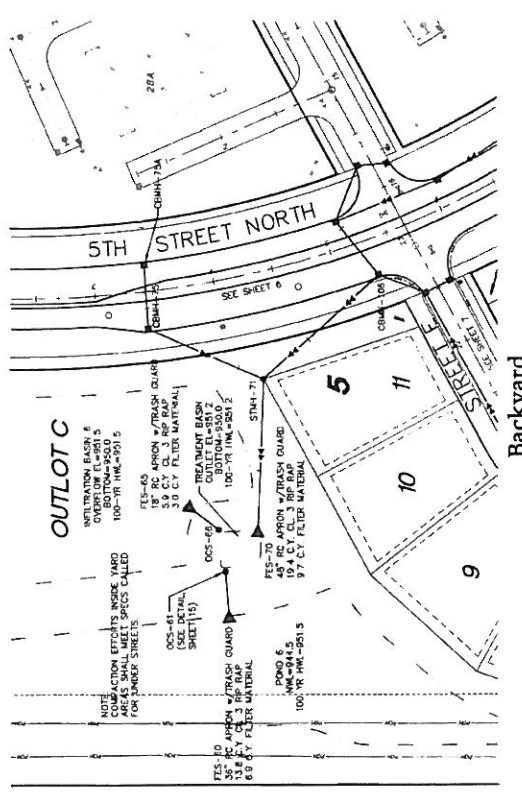 OUTLOT C
INFILTRATION BASIN 6
OVERFLOW EL=951.5
BOTTOM=950.0
100-YR HWL=951.5
NOTE:
COMPACTION EFFORTS INSIDE YARD
AREAS SHALL MEET SPECS CALLED
FOR UNDER STREETS.
FES-65
18" RC APRON w/TRASH GUARD
5.9 C.Y. CL. 3 RIP RAP
3.0 C.Y. FILTER MATERIAL
TREATMENT BASIN
OUTLET EL=951.2
BOTTOM=950.0
100-YR HWL=951.2
OCS-66
OCS-61
(SEE DETAIL,
SHEET 15)
FES-60
36" RC APRON w/TRASH GUARD
13.8 C.Y. CL. 3 RIP RAP
6.9 C.Y. FILTER MATERIAL
POND 6
NWL=944.5
100-YR HWL=951.5
FES-70
48" RC APRON w/TRASH GUARD
19.4 C.Y. CL. 3 RIP RAP
9.7 C.Y. FILTER MATERIAL
STMH-71
CBMH-75
CBMH-75A
28A
5TH STREET NORTH
SEE SHEET 6
5
11
10
9
1
SEE SHEET
Backyard